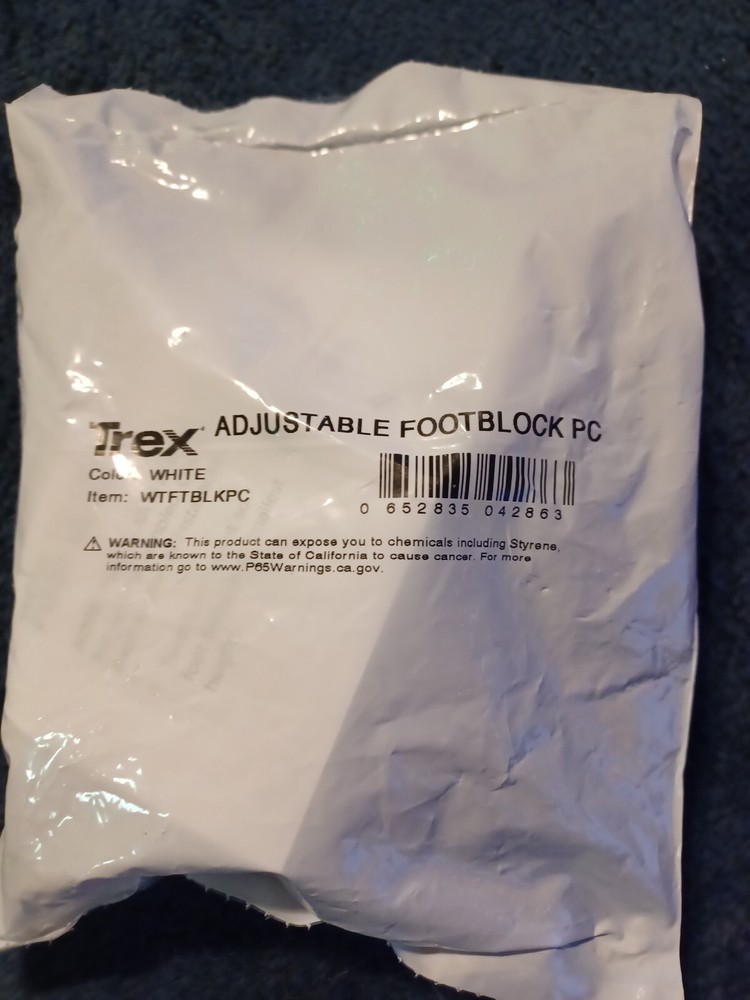 Trex ADJUSTABLE FOOTBLOCK PC
Color: WHITE
Item: WTFTBLKPC
0 652835 042863
WARNING: This product can expose you to chemicals including Styrene,
which are known to the State of California to cause cancer. For more
information go to www.P65Warnings.ca.gov.